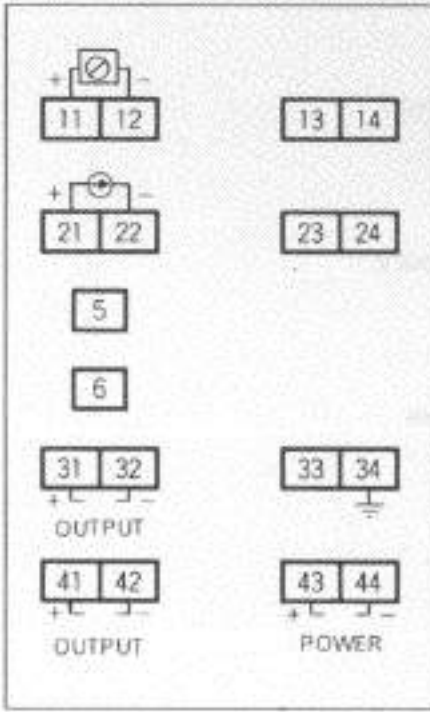 + -
11 12 13 14
+ -
21 22 23 24
5
6
31 32 33 34
+ -
OUTPUT
41 42 43 44
+ - + -
OUTPUT POWER